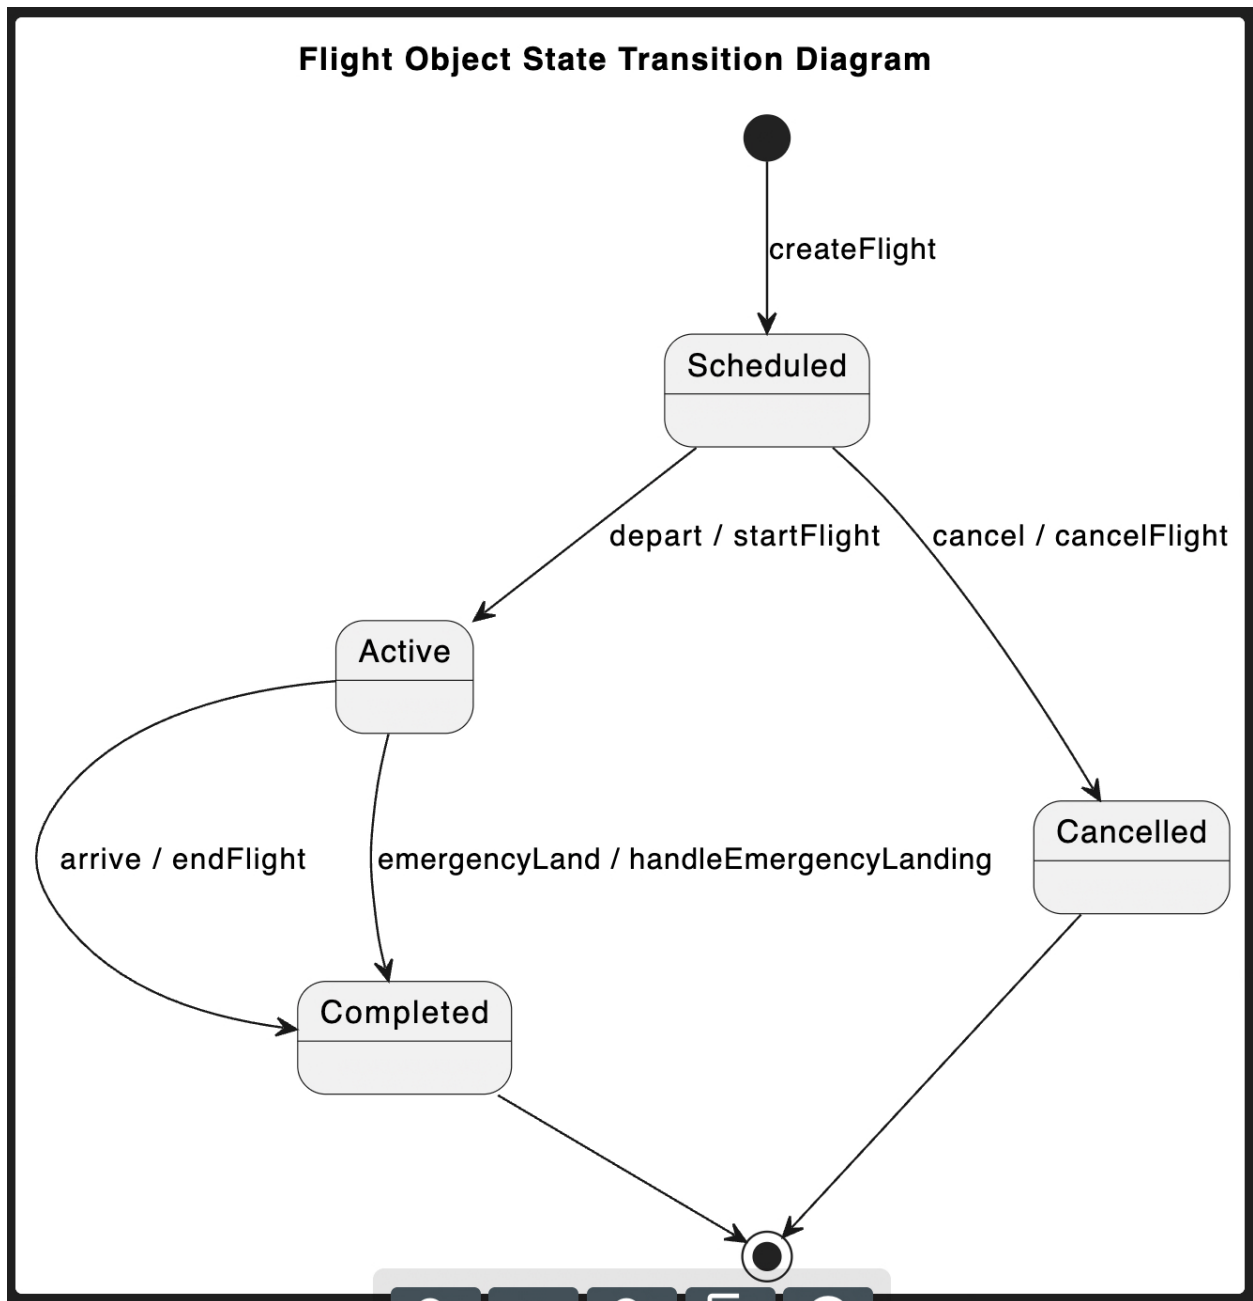 Flight Object State Transition Diagram
createFlight
Scheduled
depart / startFlight
cancel / cancelFlight
Active
Cancelled
arrive / endFlight
emergencyLand / handleEmergencyLanding
Completed